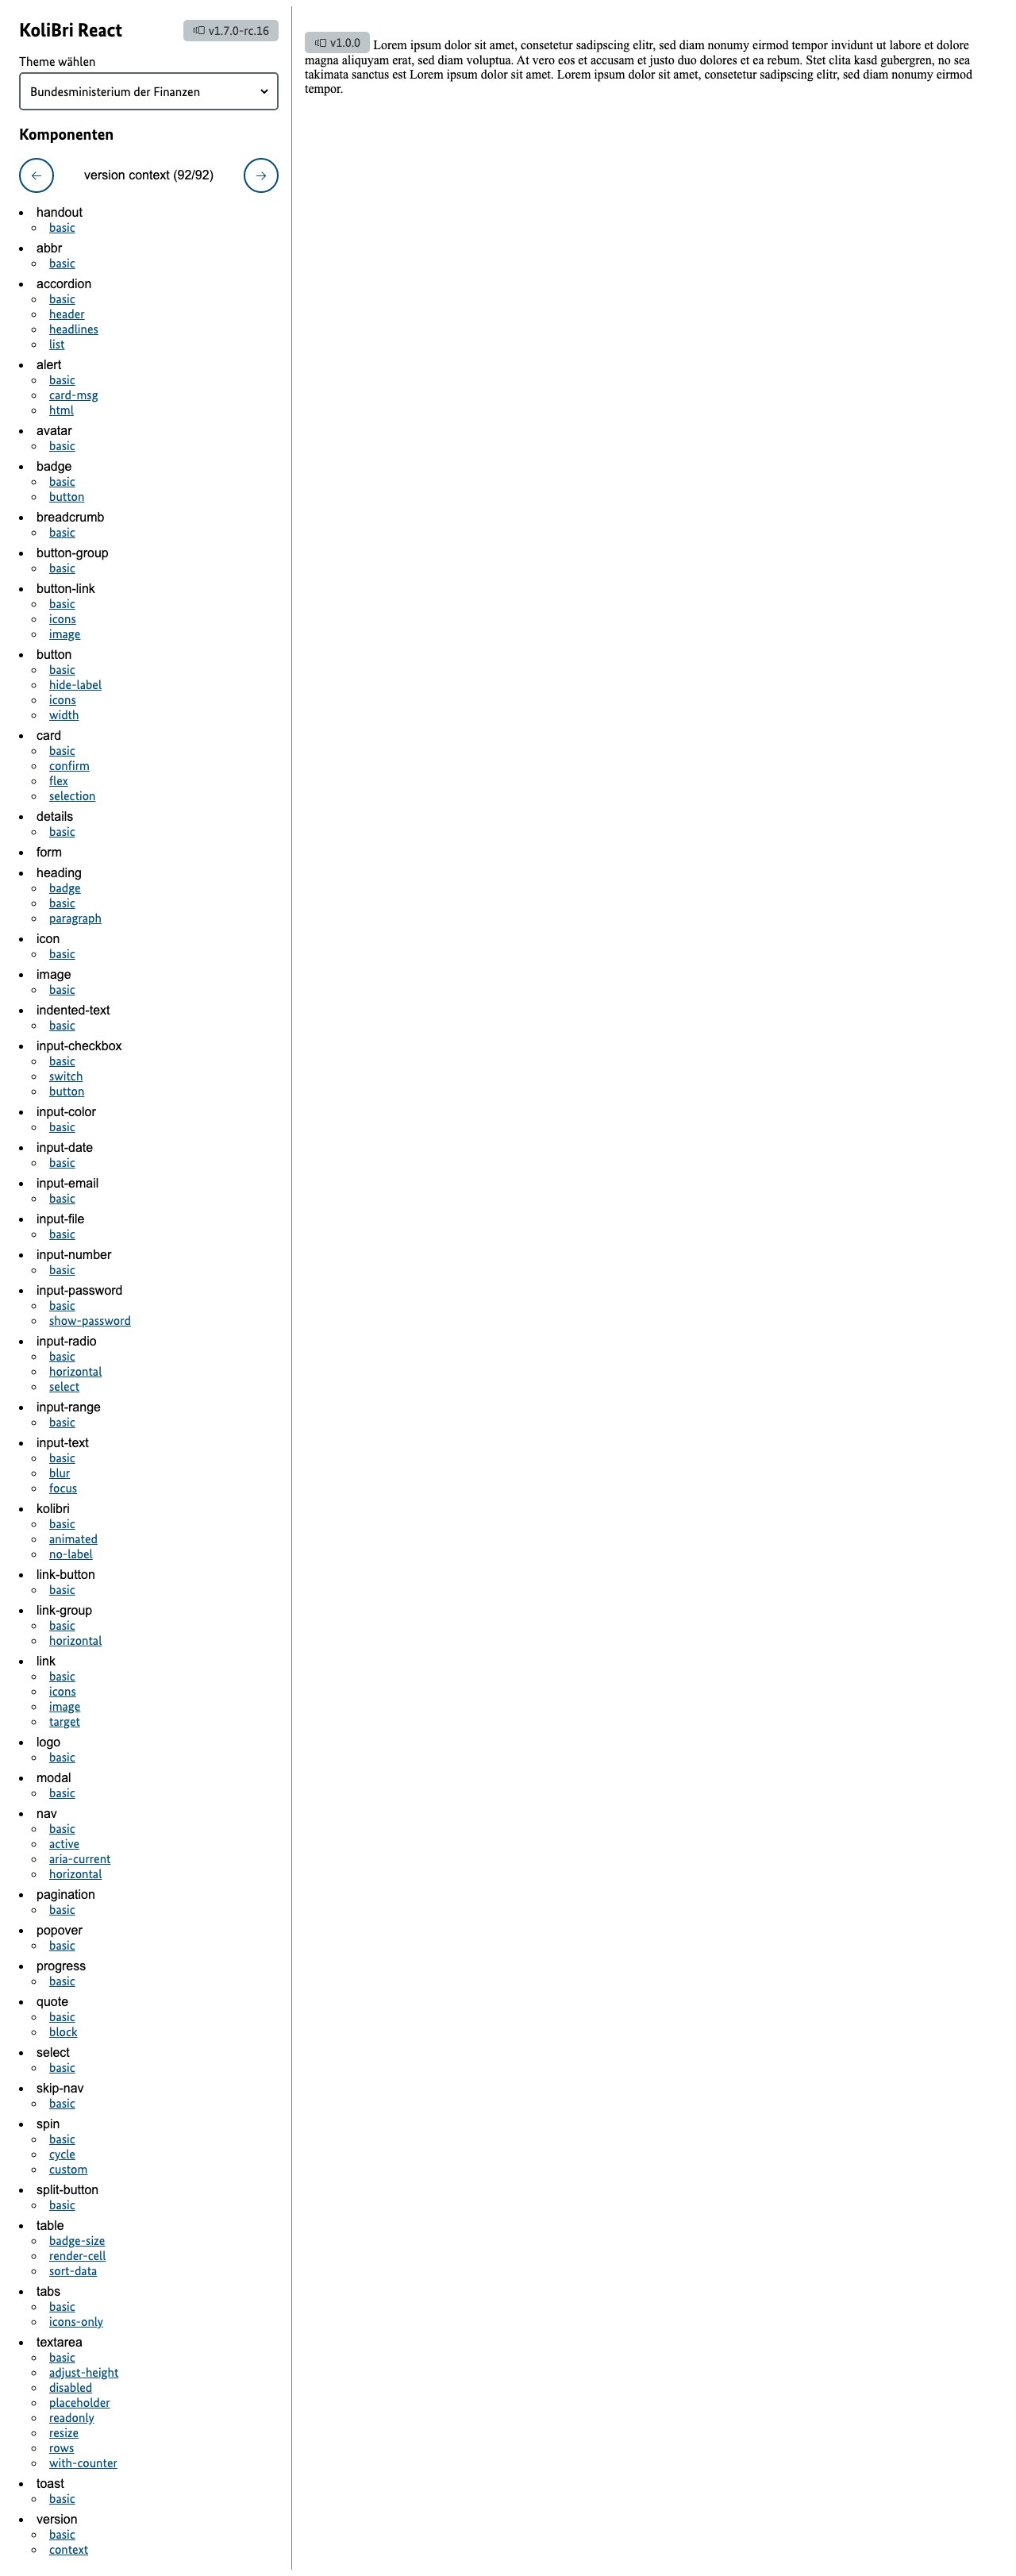 KoliBri React
v1.7.0-rc.16
Theme wählen
Bundesministerium der Finanzen
Komponenten
version context (92/92)
handout
basic
abbr
basic
accordion
basic
header
headlines
list
alert
basic
card-msg
html
avatar
basic
badge
basic
button
breadcrumb
basic
button-group
basic
button-link
basic
icons
image
button
basic
hide-label
icons
width
card
basic
confirm
flex
selection
details
basic
form
heading
badge
basic
paragraph
icon
basic
image
basic
indented-text
basic
input-checkbox
basic
switch
button
input-color
basic
input-date
basic
input-email
basic
input-file
basic
input-number
basic
input-password
basic
show-password
input-radio
basic
horizontal
select
input-range
basic
input-text
basic
blur
focus
kolibri
basic
animated
no-label
link-button
basic
link-group
basic
horizontal
link
basic
icons
image
target
logo
basic
modal
basic
nav
basic
active
aria-current
horizontal
pagination
basic
popover
basic
progress
basic
quote
basic
block
select
basic
skip-nav
basic
spin
basic
cycle
custom
split-button
basic
table
badge-size
render-cell
sort-data
tabs
basic
icons-only
textarea
basic
adjust-height
disabled
placeholder
readonly
resize
rows
with-counter
toast
basic
version
basic
context
v1.0.0 Lorem ipsum dolor sit amet, consetetur sadipscing elitr, sed diam nonumy eirmod tempor invidunt ut labore et dolore
magna aliquyam erat, sed diam voluptua. At vero eos et accusam et justo duo dolores et ea rebum. Stet clita kasd gubergren, no sea
takimata sanctus est Lorem ipsum dolor sit amet. Lorem ipsum dolor sit amet, consetetur sadipscing elitr, sed diam nonumy eirmod
tempor.